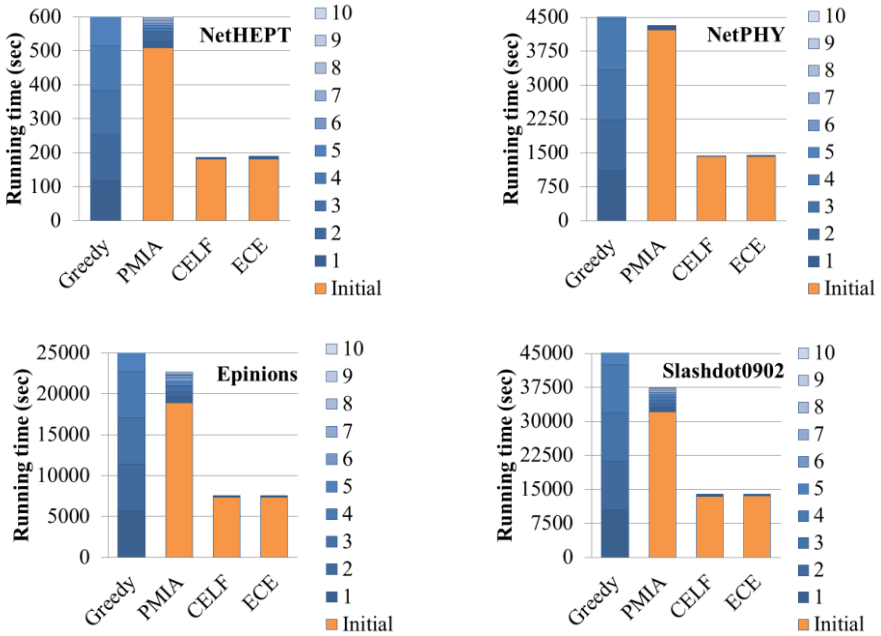 NetHEPT
Running time (sec)
600
500
400
300
200
100
0
Greedy
PMIA
CELF
ECE
10
9
8
7
6
5
4
3
2
1
Initial
NetPHY
Running time (sec)
4500
3750
3000
2250
1500
750
0
Greedy
PMIA
CELF
ECE
10
9
8
7
6
5
4
3
2
1
Initial
Epinions
Running time (sec)
25000
20000
15000
10000
5000
0
Greedy
PMIA
CELF
ECE
10
9
8
7
6
5
4
3
2
1
Initial
Slashdot0902
Running time (sec)
45000
37500
30000
22500
15000
7500
0
Greedy
PMIA
CELF
ECE
10
9
8
7
6
5
4
3
2
1
Initial